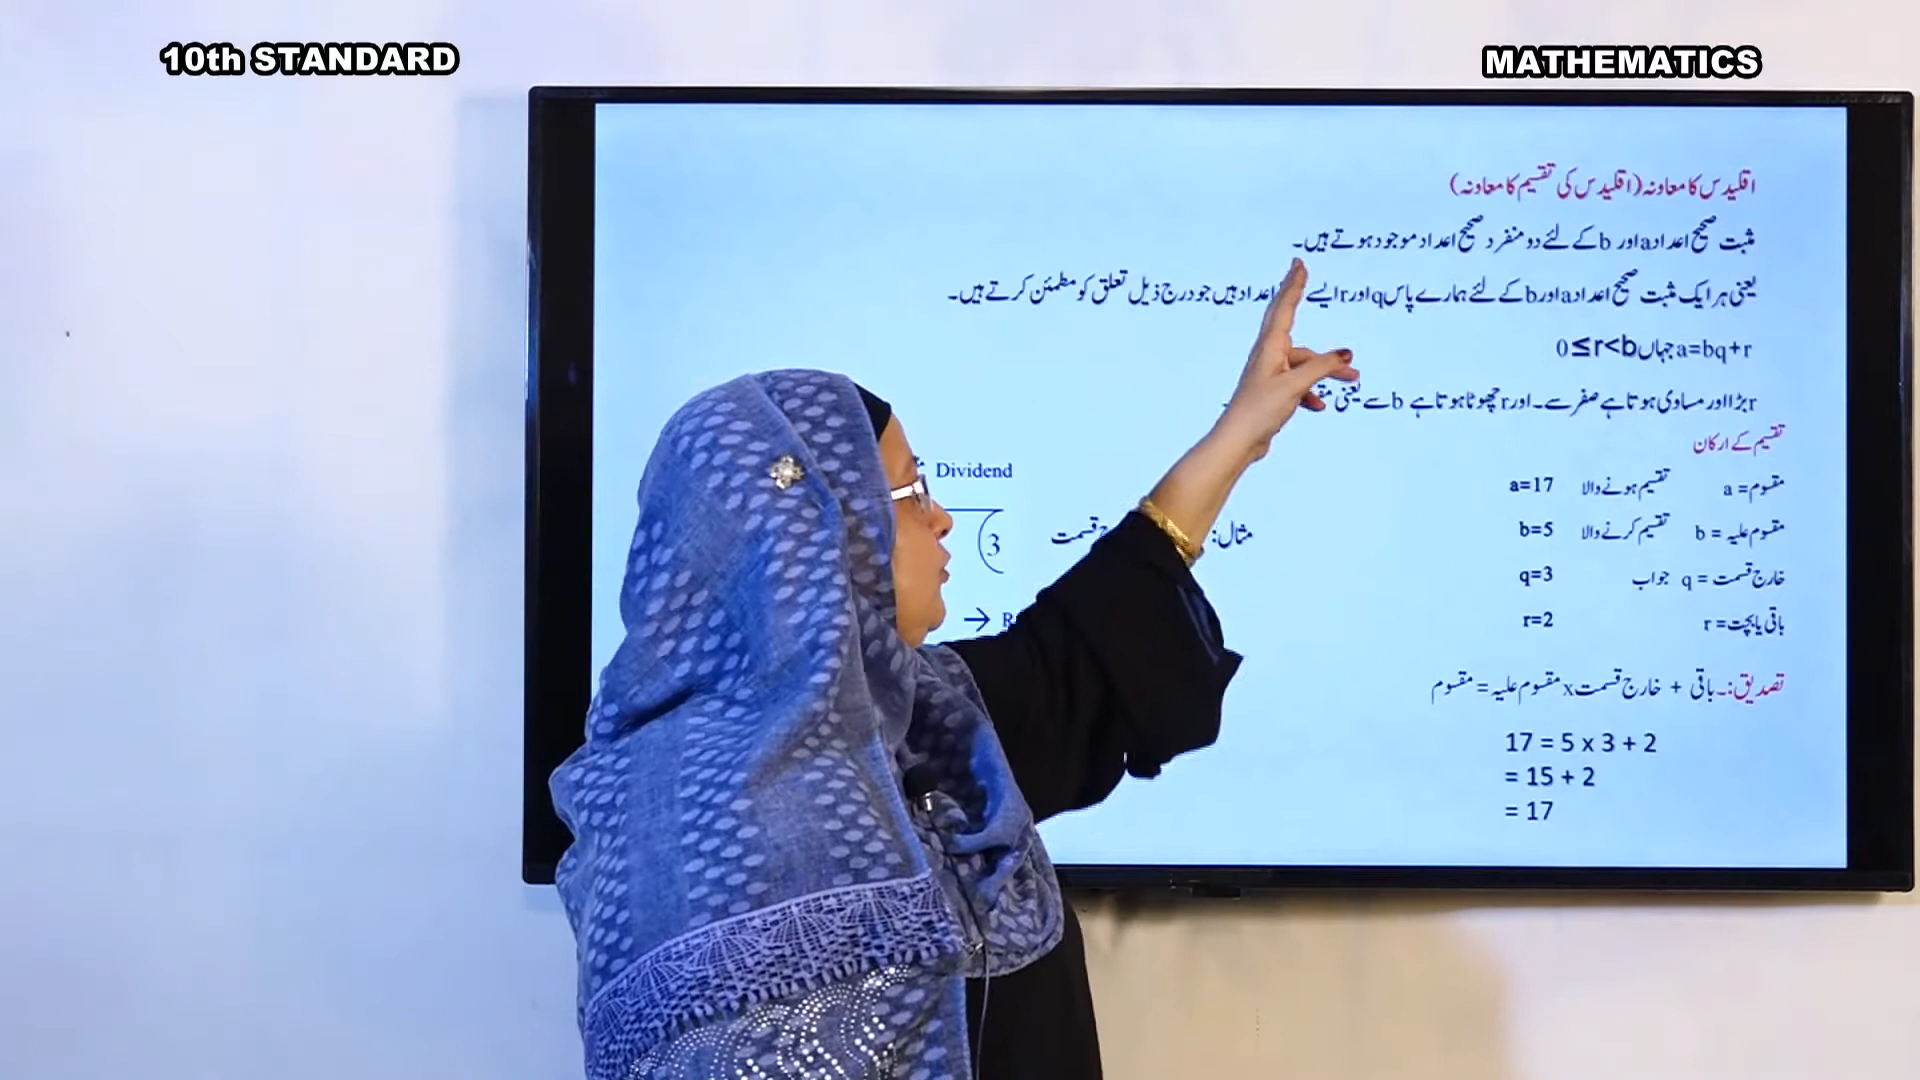 10th STANDARD
MATHEMATICS
اقلیدس کا معاونہ (اقلیدس کی تقسیم کا معاونہ)
مثبت صحیح اعداد a اور b کے لئے دو منفرد صحیح اعداد موجود ہوتے ہیں۔
یعنی ہر ایک مثبت صحیح اعداد a اور b کے لئے ہمارے پاس q اور r ایسے اعداد ہیں جو درج ذیل تعلق کو مطمئن کرتے ہیں۔
a=bq+r جہاں 0≤r<b
r بڑا اور مساوی ہوتا ہے صفر سے۔ اور r چھوٹا ہوتا ہے b سے یعنی
تقسیم کے ارکان
مقسوم = a تقسیم ہونے والا a=17
مقسوم علیہ = b تقسیم کرنے والا b=5
خارج قسمت = q جواب q=3
باقی یا بچت = r r=2
مثال:
قسمت
Dividend
3
→ R
تصدیق:۔ باقی + خارج قسمت x مقسوم علیہ = مقسوم
17 = 5 x 3 + 2
= 15 + 2
= 17